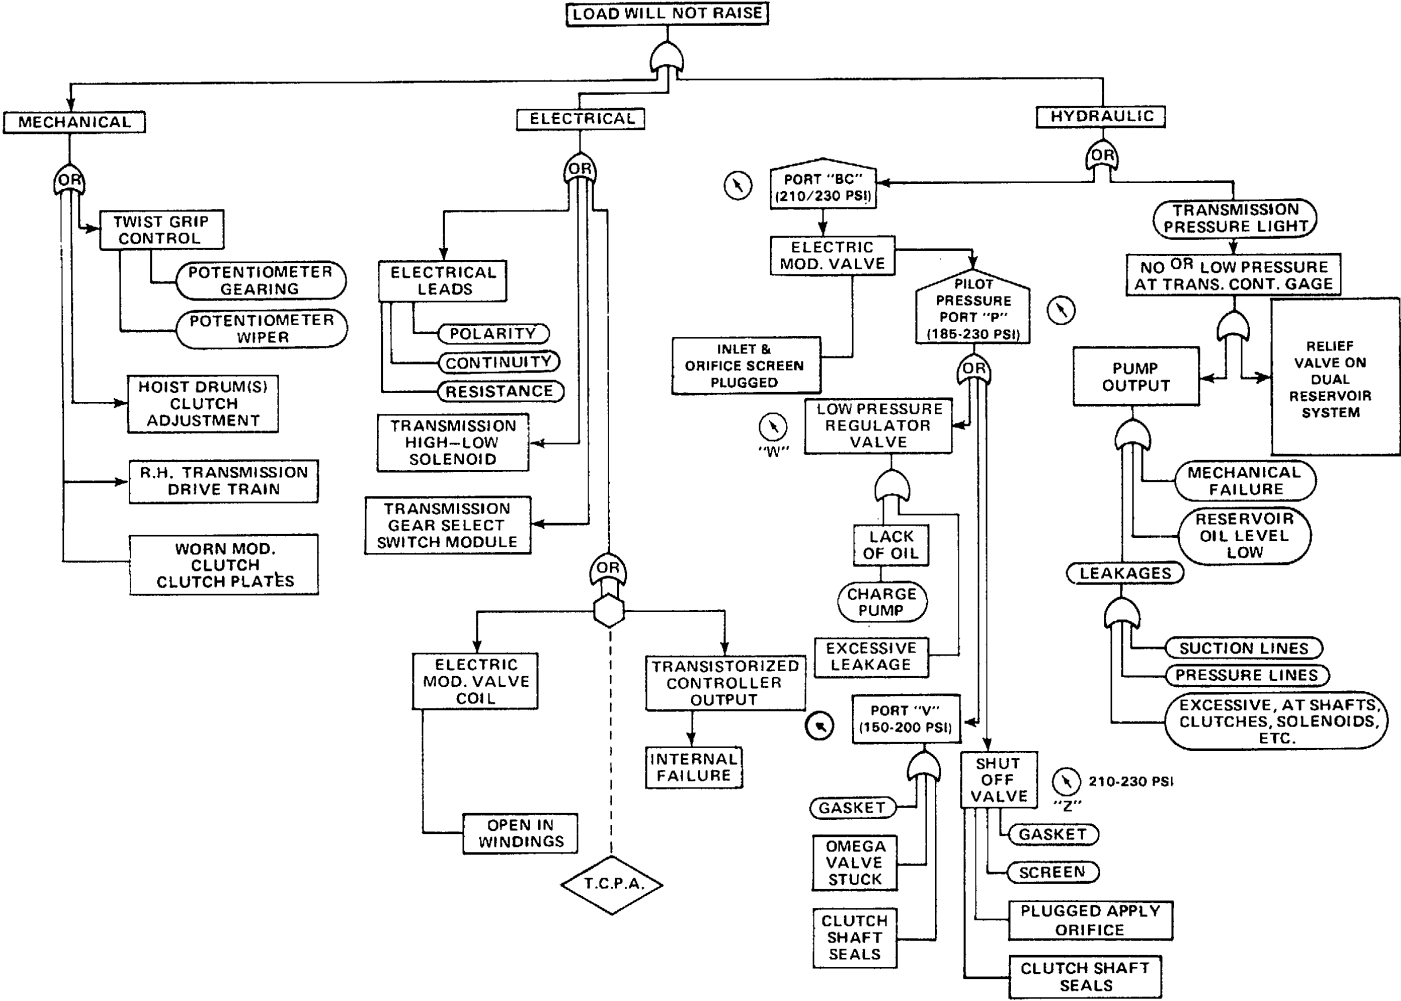 LOAD WILL NOT RAISE
MECHANICAL
OR
TWIST GRIP
CONTROL
POTENTIOMETER
GEARING
POTENTIOMETER
WIPER
HOIST DRUM(S)
CLUTCH
ADJUSTMENT
R.H. TRANSMISSION
DRIVE TRAIN
WORN MOD.
CLUTCH
CLUTCH PLATES
ELECTRICAL
OR
ELECTRICAL
LEADS
POLARITY
CONTINUITY
RESISTANCE
TRANSMISSION
HIGH-LOW
SOLENOID
TRANSMISSION
GEAR SELECT
SWITCH MODULE
OR
ELECTRIC
MOD. VALVE
COIL
OPEN IN
WINDINGS
TRANSISTORIZED
CONTROLLER
OUTPUT
INTERNAL
FAILURE
T.C.P.A.
HYDRAULIC
OR
PORT "BC"
(210/230 PSI)
ELECTRIC
MOD. VALVE
INLET &
ORIFICE SCREEN
PLUGGED
PILOT
PRESSURE
PORT "P"
(185-230 PSI)
OR
LOW PRESSURE
REGULATOR
VALVE
"W"
LACK
OF OIL
CHARGE
PUMP
EXCESSIVE
LEAKAGE
PORT "V"
(150-200 PSI)
GASKET
OMEGA
VALVE
STUCK
CLUTCH
SHAFT
SEALS
SHUT
OFF
VALVE
210-230 PSI
"Z"
GASKET
SCREEN
PLUGGED APPLY
ORIFICE
CLUTCH SHAFT
SEALS
TRANSMISSION
PRESSURE LIGHT
NO OR LOW PRESSURE
AT TRANS. CONT. GAGE
PUMP
OUTPUT
RELIEF
VALVE ON
DUAL
RESERVOIR
SYSTEM
MECHANICAL
FAILURE
RESERVOIR
OIL LEVEL
LOW
LEAKAGES
SUCTION LINES
PRESSURE LINES
EXCESSIVE, AT SHAFTS,
CLUTCHES, SOLENOIDS,
ETC.